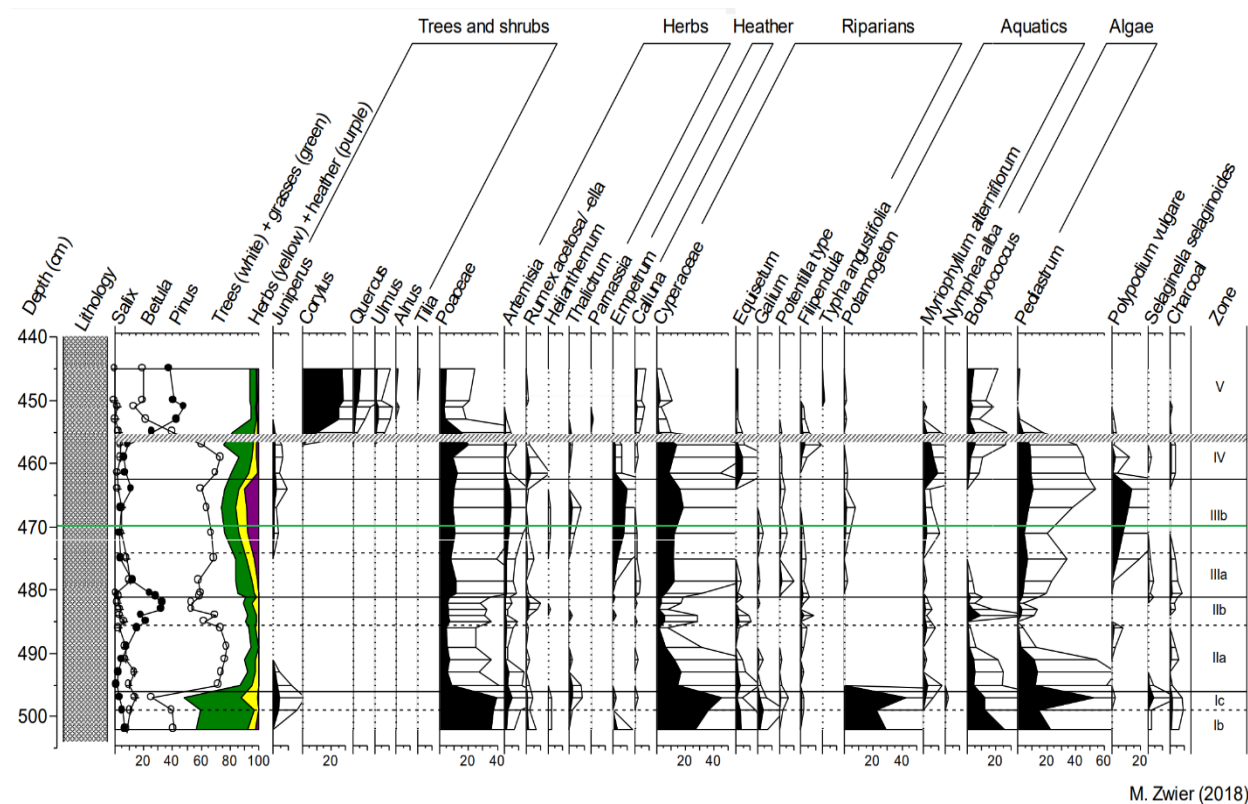 Trees and shrubs Herbs Heather Riparians Aquatics Algae
Depth (cm)
Lithology
Salix
Betula
Pinus
Trees (white) + grasses (green)
Herbs (yellow) + heather (purple)
Juniperus
Corylus
Quercus
Ulmus
Alnus
Tilia
Poaceae
Artemisia
Rumex acetosa/-ella
Helianthemum
Thalictrum
Parnassia
Empetrum
Calluna
Cyperaceae
Equisetum
Galium
Potentilla type
Filipendula
Typha angustifolia
Potamogeton
Myriophyllum alterniflorum
Nymphea alba
Botryococcus
Pediastrum
Polypodium vulgare
Selaginella selaginoides
Charcoal
Zone
440
V
450
460 IV
IIIb
470
IIIa
480
IIb
490 IIa
Ic
500 Ib
20 40 60 80 100 20 20 40 20 40 20 40 20 20 40 60
M. Zwier (2018)